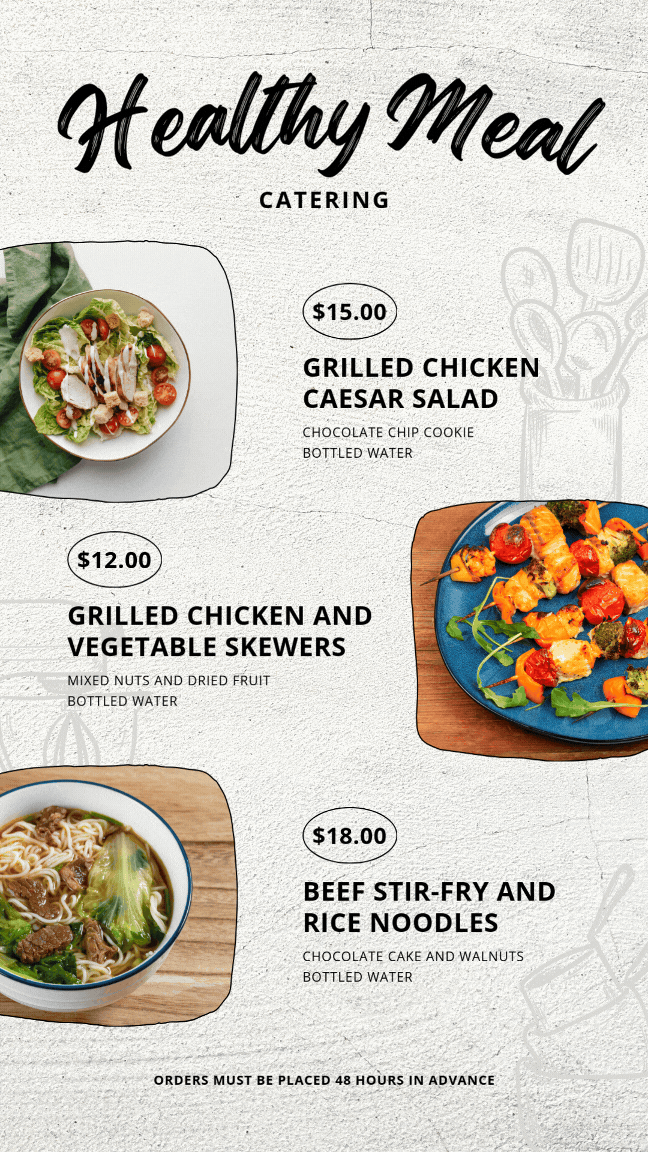 Healthy Meal
CATERING
$15.00
GRILLED CHICKEN
CAESAR SALAD
CHOCOLATE CHIP COOKIE
BOTTLED WATER
$12.00
GRILLED CHICKEN AND
VEGETABLE SKEWERS
MIXED NUTS AND DRIED FRUIT
BOTTLED WATER
$18.00
BEEF STIR-FRY AND
RICE NOODLES
CHOCOLATE CAKE AND WALNUTS
BOTTLED WATER
ORDERS MUST BE PLACED 48 HOURS IN ADVANCE